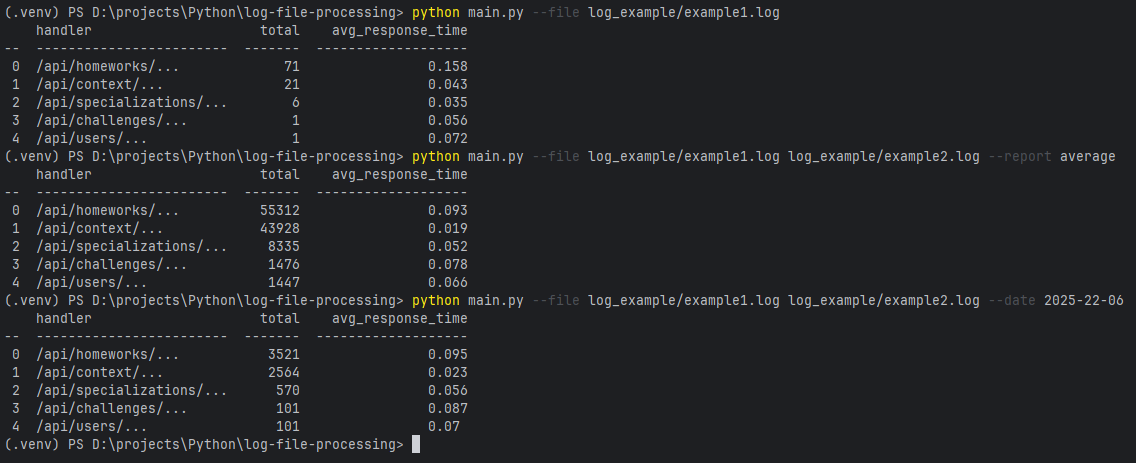 (.venv) PS D:\projects\Python\log-file-processing> python main.py --file log_example/example1.log
    handler                     total    avg_response_time
--  ------------------------  -------  -------------------
 0  /api/homeworks/...             71                0.158
 1  /api/context/...               21                0.043
 2  /api/specializations/...        6                0.035
 3  /api/challenges/...             1                0.056
 4  /api/users/...                  1                0.072
(.venv) PS D:\projects\Python\log-file-processing> python main.py --file log_example/example1.log log_example/example2.log --report average
    handler                     total    avg_response_time
--  ------------------------  -------  -------------------
 0  /api/homeworks/...          55312                0.093
 1  /api/context/...            43928                0.019
 2  /api/specializations/...     8335                0.052
 3  /api/challenges/...          1476                0.078
 4  /api/users/...               1447                0.066
(.venv) PS D:\projects\Python\log-file-processing> python main.py --file log_example/example1.log log_example/example2.log --date 2025-22-06
    handler                     total    avg_response_time
--  ------------------------  -------  -------------------
 0  /api/homeworks/...           3521                0.095
 1  /api/context/...             2564                0.023
 2  /api/specializations/...      570                0.056
 3  /api/challenges/...           101                0.087
 4  /api/users/...                101                0.07
(.venv) PS D:\projects\Python\log-file-processing>